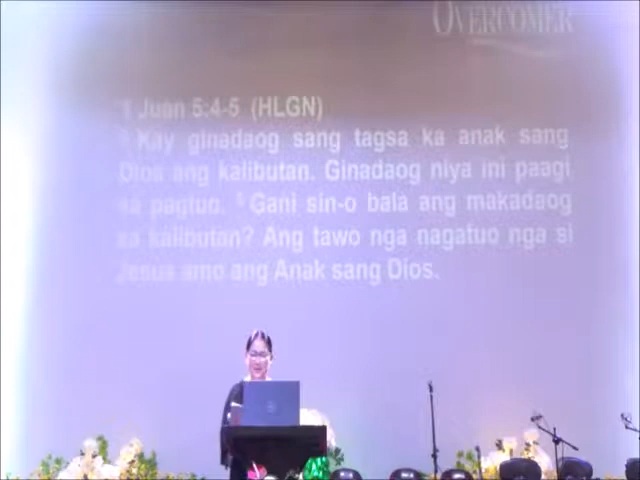 OVERCOMER
1 Juan 5:4-5 (HLGN)
4 Kay ginadaog sang tagsa ka anak sang
Dios ang kalibutan. Ginadaog niya ini paagi
sa pagtuo. 5 Gani sin-o bala ang makadaog
sa kalibutan? Ang tawo nga nagatuo nga si
Jesus amo ang Anak sang Dios.